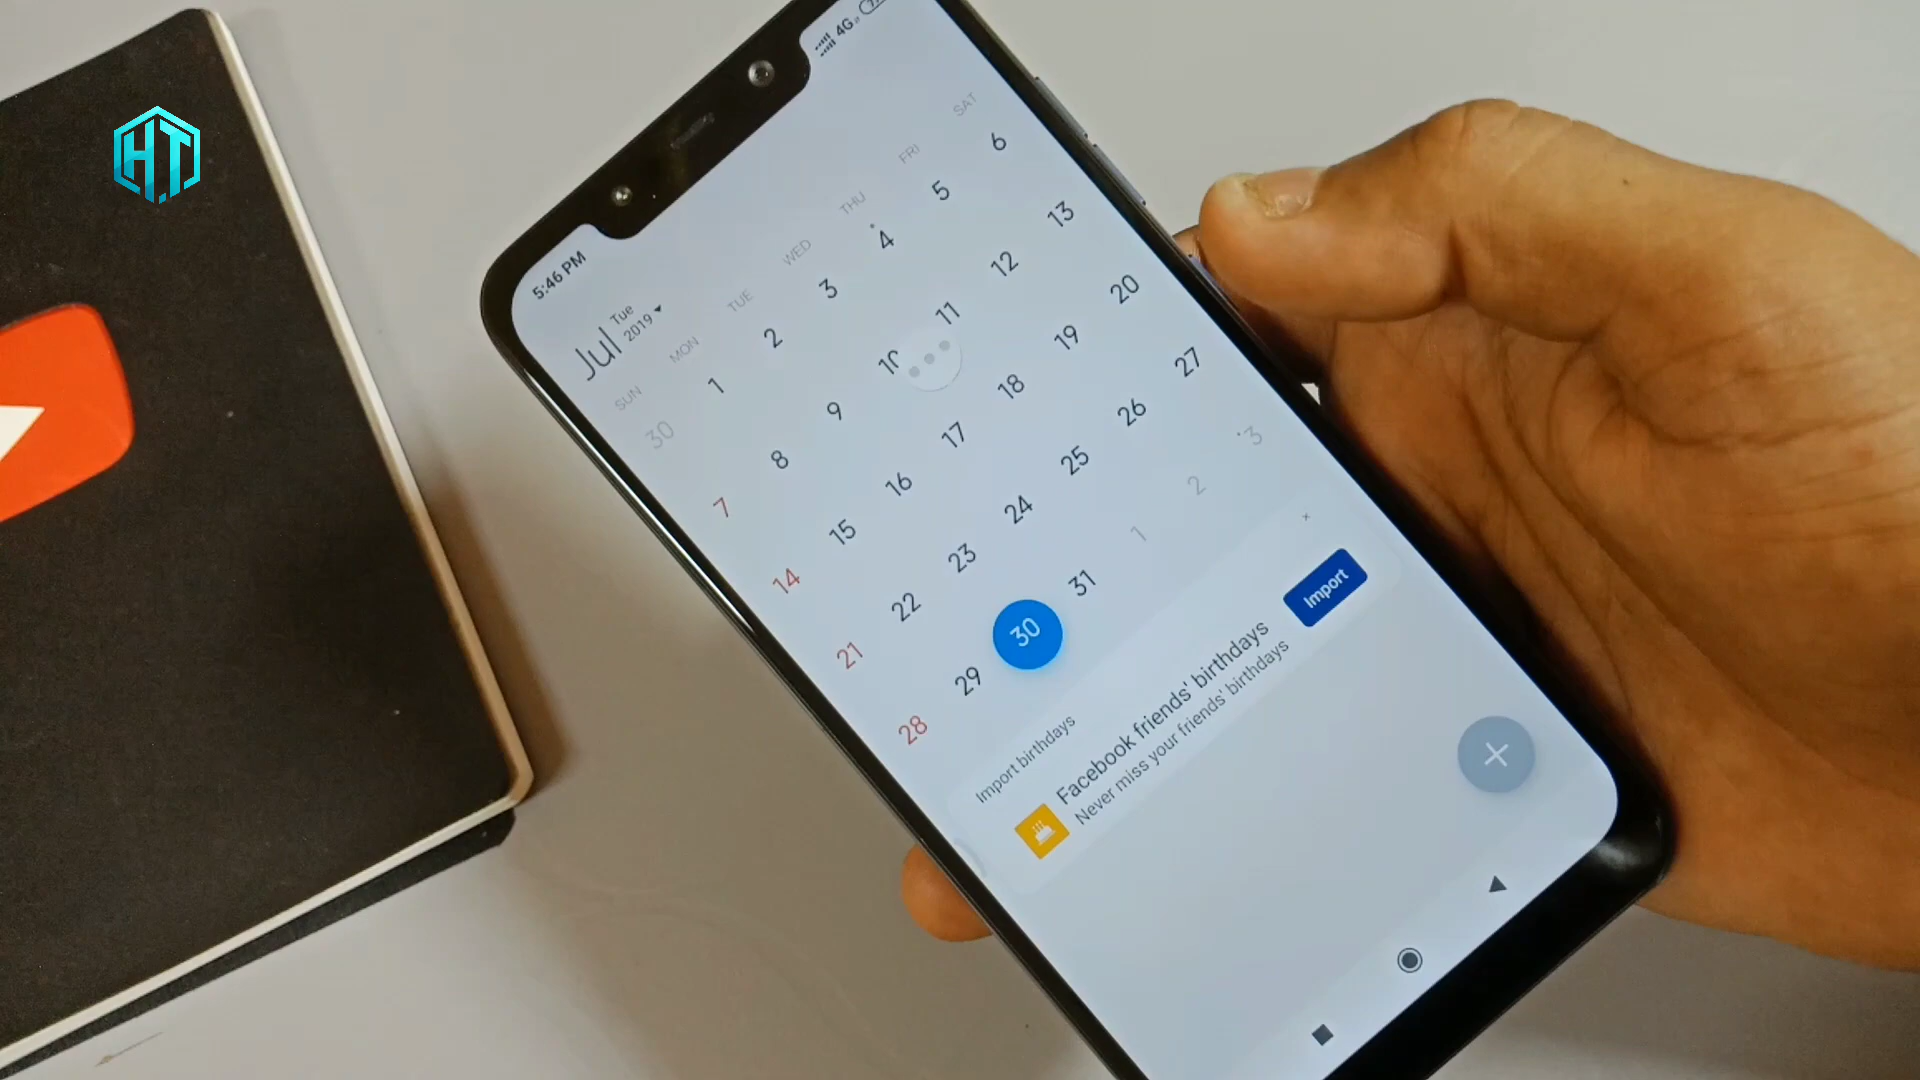 H.T.
4G
5:46 PM
Jul
Tue
2019
SUN MON TUE WED THU FRI SAT
30 1 2 3 4 5 6
7 8 9 10 11 12 13
14 15 16 17 18 19 20
21 22 23 24 25 26 27
28 29 30 31 1 2 3
Import birthdays
Facebook friends' birthdays
Never miss your friends' birthdays
Import